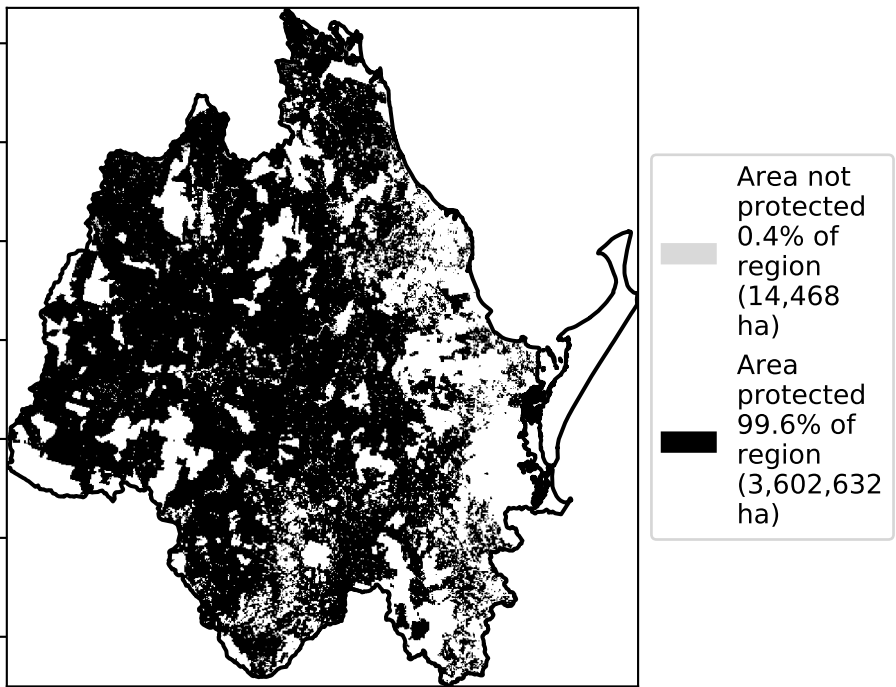 Area not
protected
0.4% of
region
(14,468
ha)
Area
protected
99.6% of
region
(3,602,632
ha)